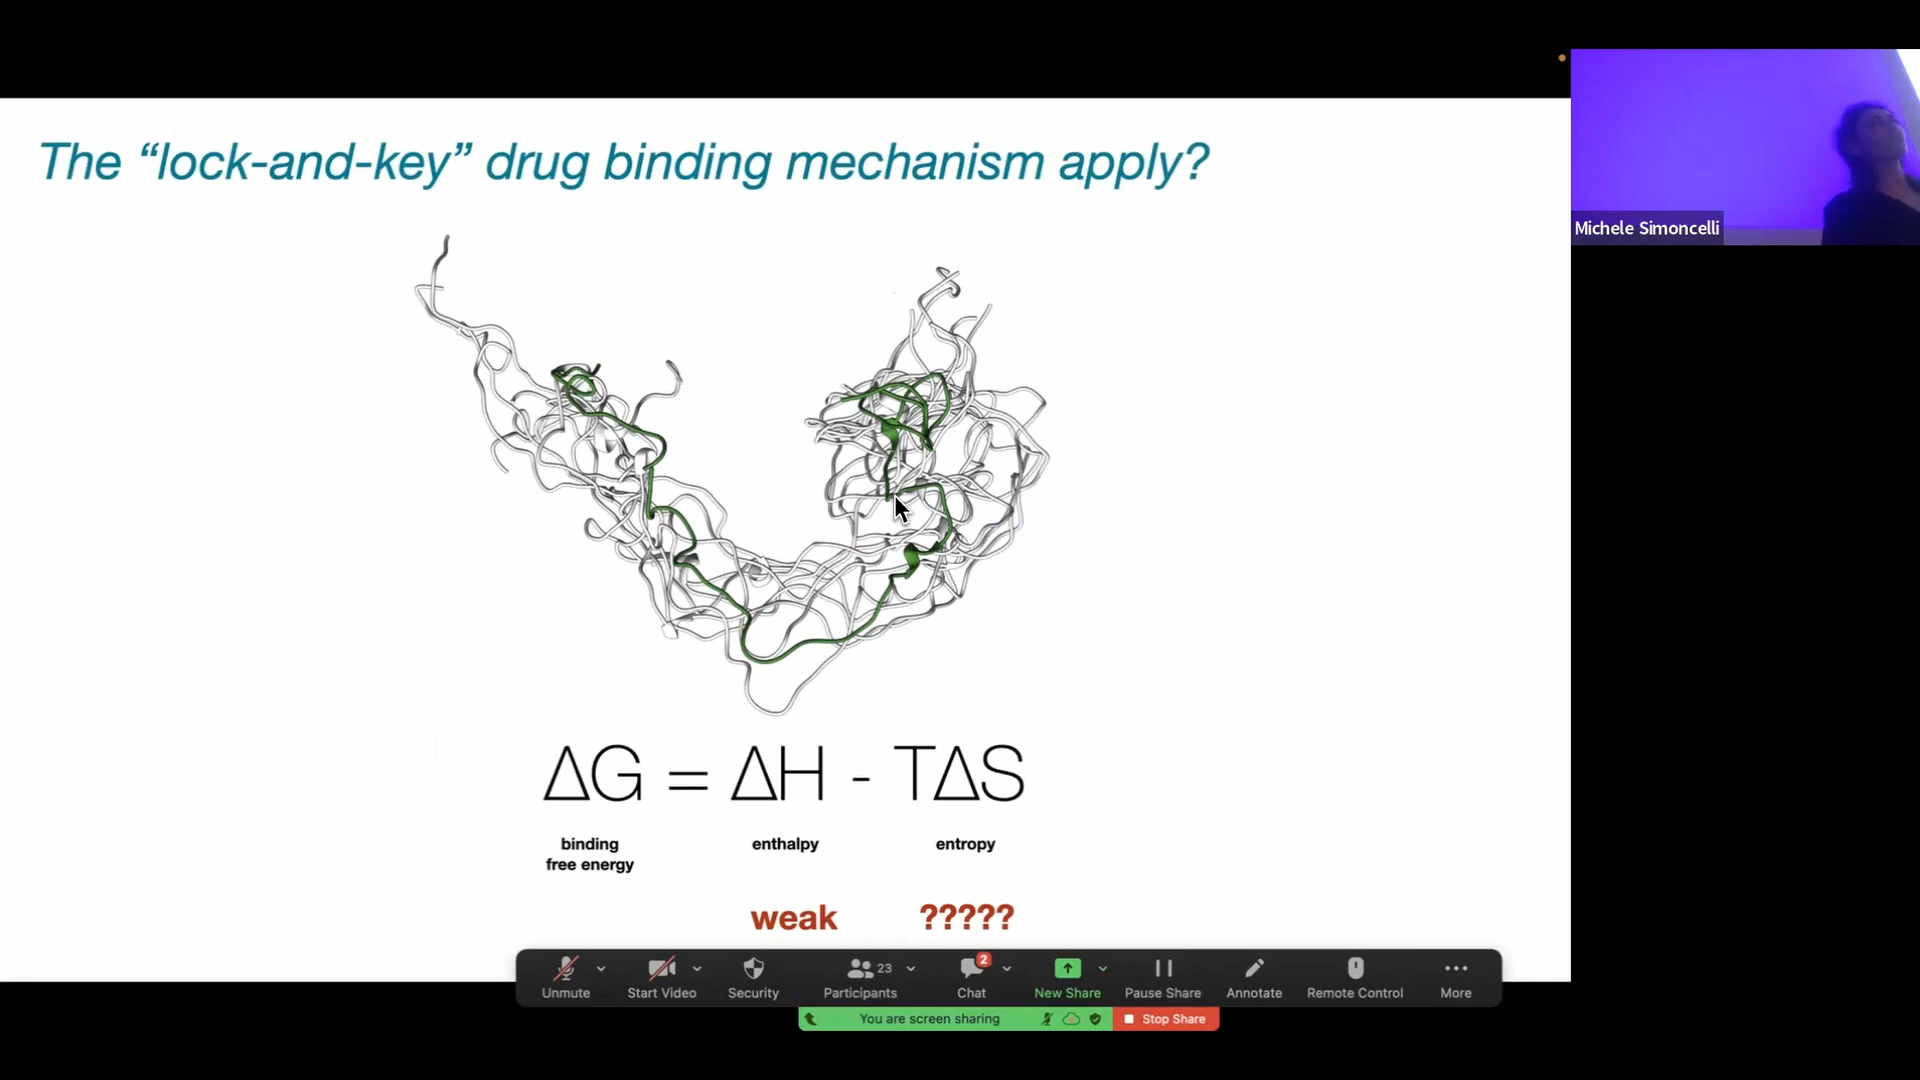 The “lock-and-key” drug binding mechanism apply?
Michele Simoncelli
ΔG = ΔH - TΔS
binding
free energy
enthalpy
entropy
weak
?????
Unmute
Start Video
Security
23
Participants
2
Chat
New Share
Pause Share
Annotate
Remote Control
More
You are screen sharing
Stop Share